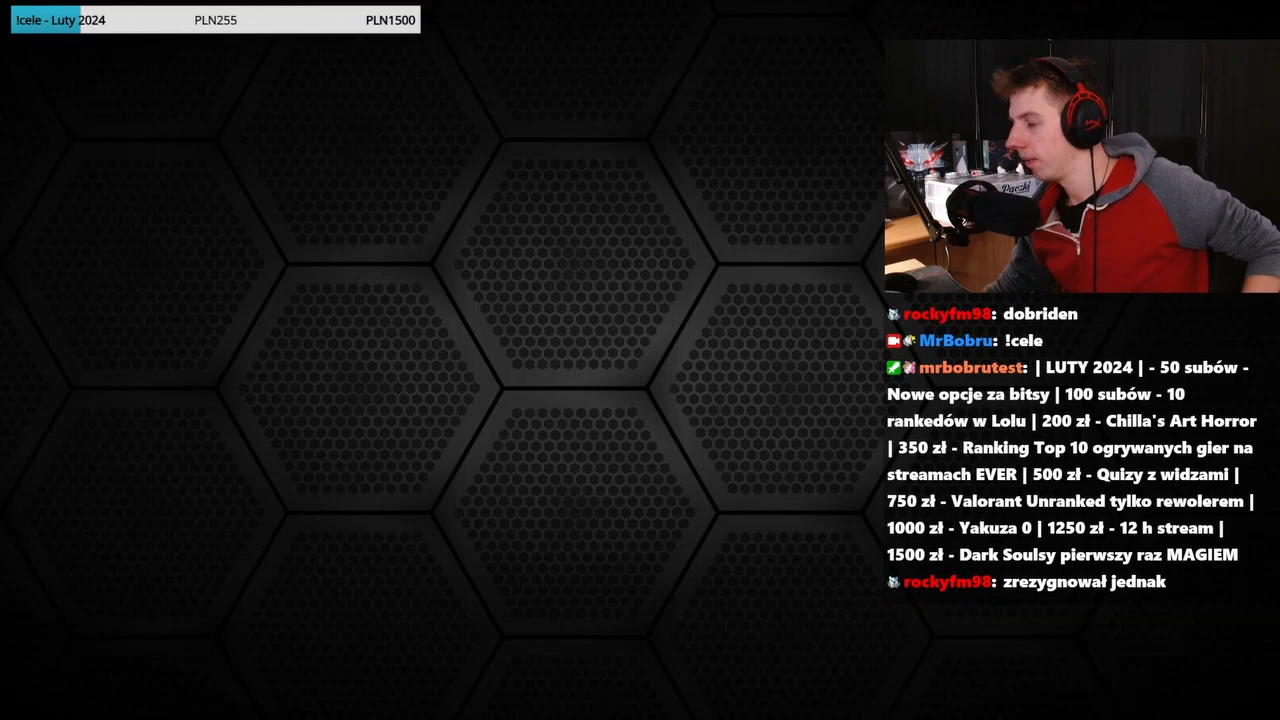 !cele - Luty 2024 PLN255 PLN1500
Pączki
rockyfm98: dobriden
MrBobru: !cele
mrbobrutest: | LUTY 2024 | - 50 subów -
Nowe opcje za bitsy | 100 subów - 10
rankedów w Lolu | 200 zł - Chilla's Art Horror
| 350 zł - Ranking Top 10 ogrywanych gier na
streamach EVER | 500 zł - Quizy z widzami |
750 zł - Valorant Unranked tylko rewolerem |
1000 zł - Yakuza 0 | 1250 zł - 12 h stream |
1500 zł - Dark Soulsy pierwszy raz MAGIEM
rockyfm98: zrezygnował jednak